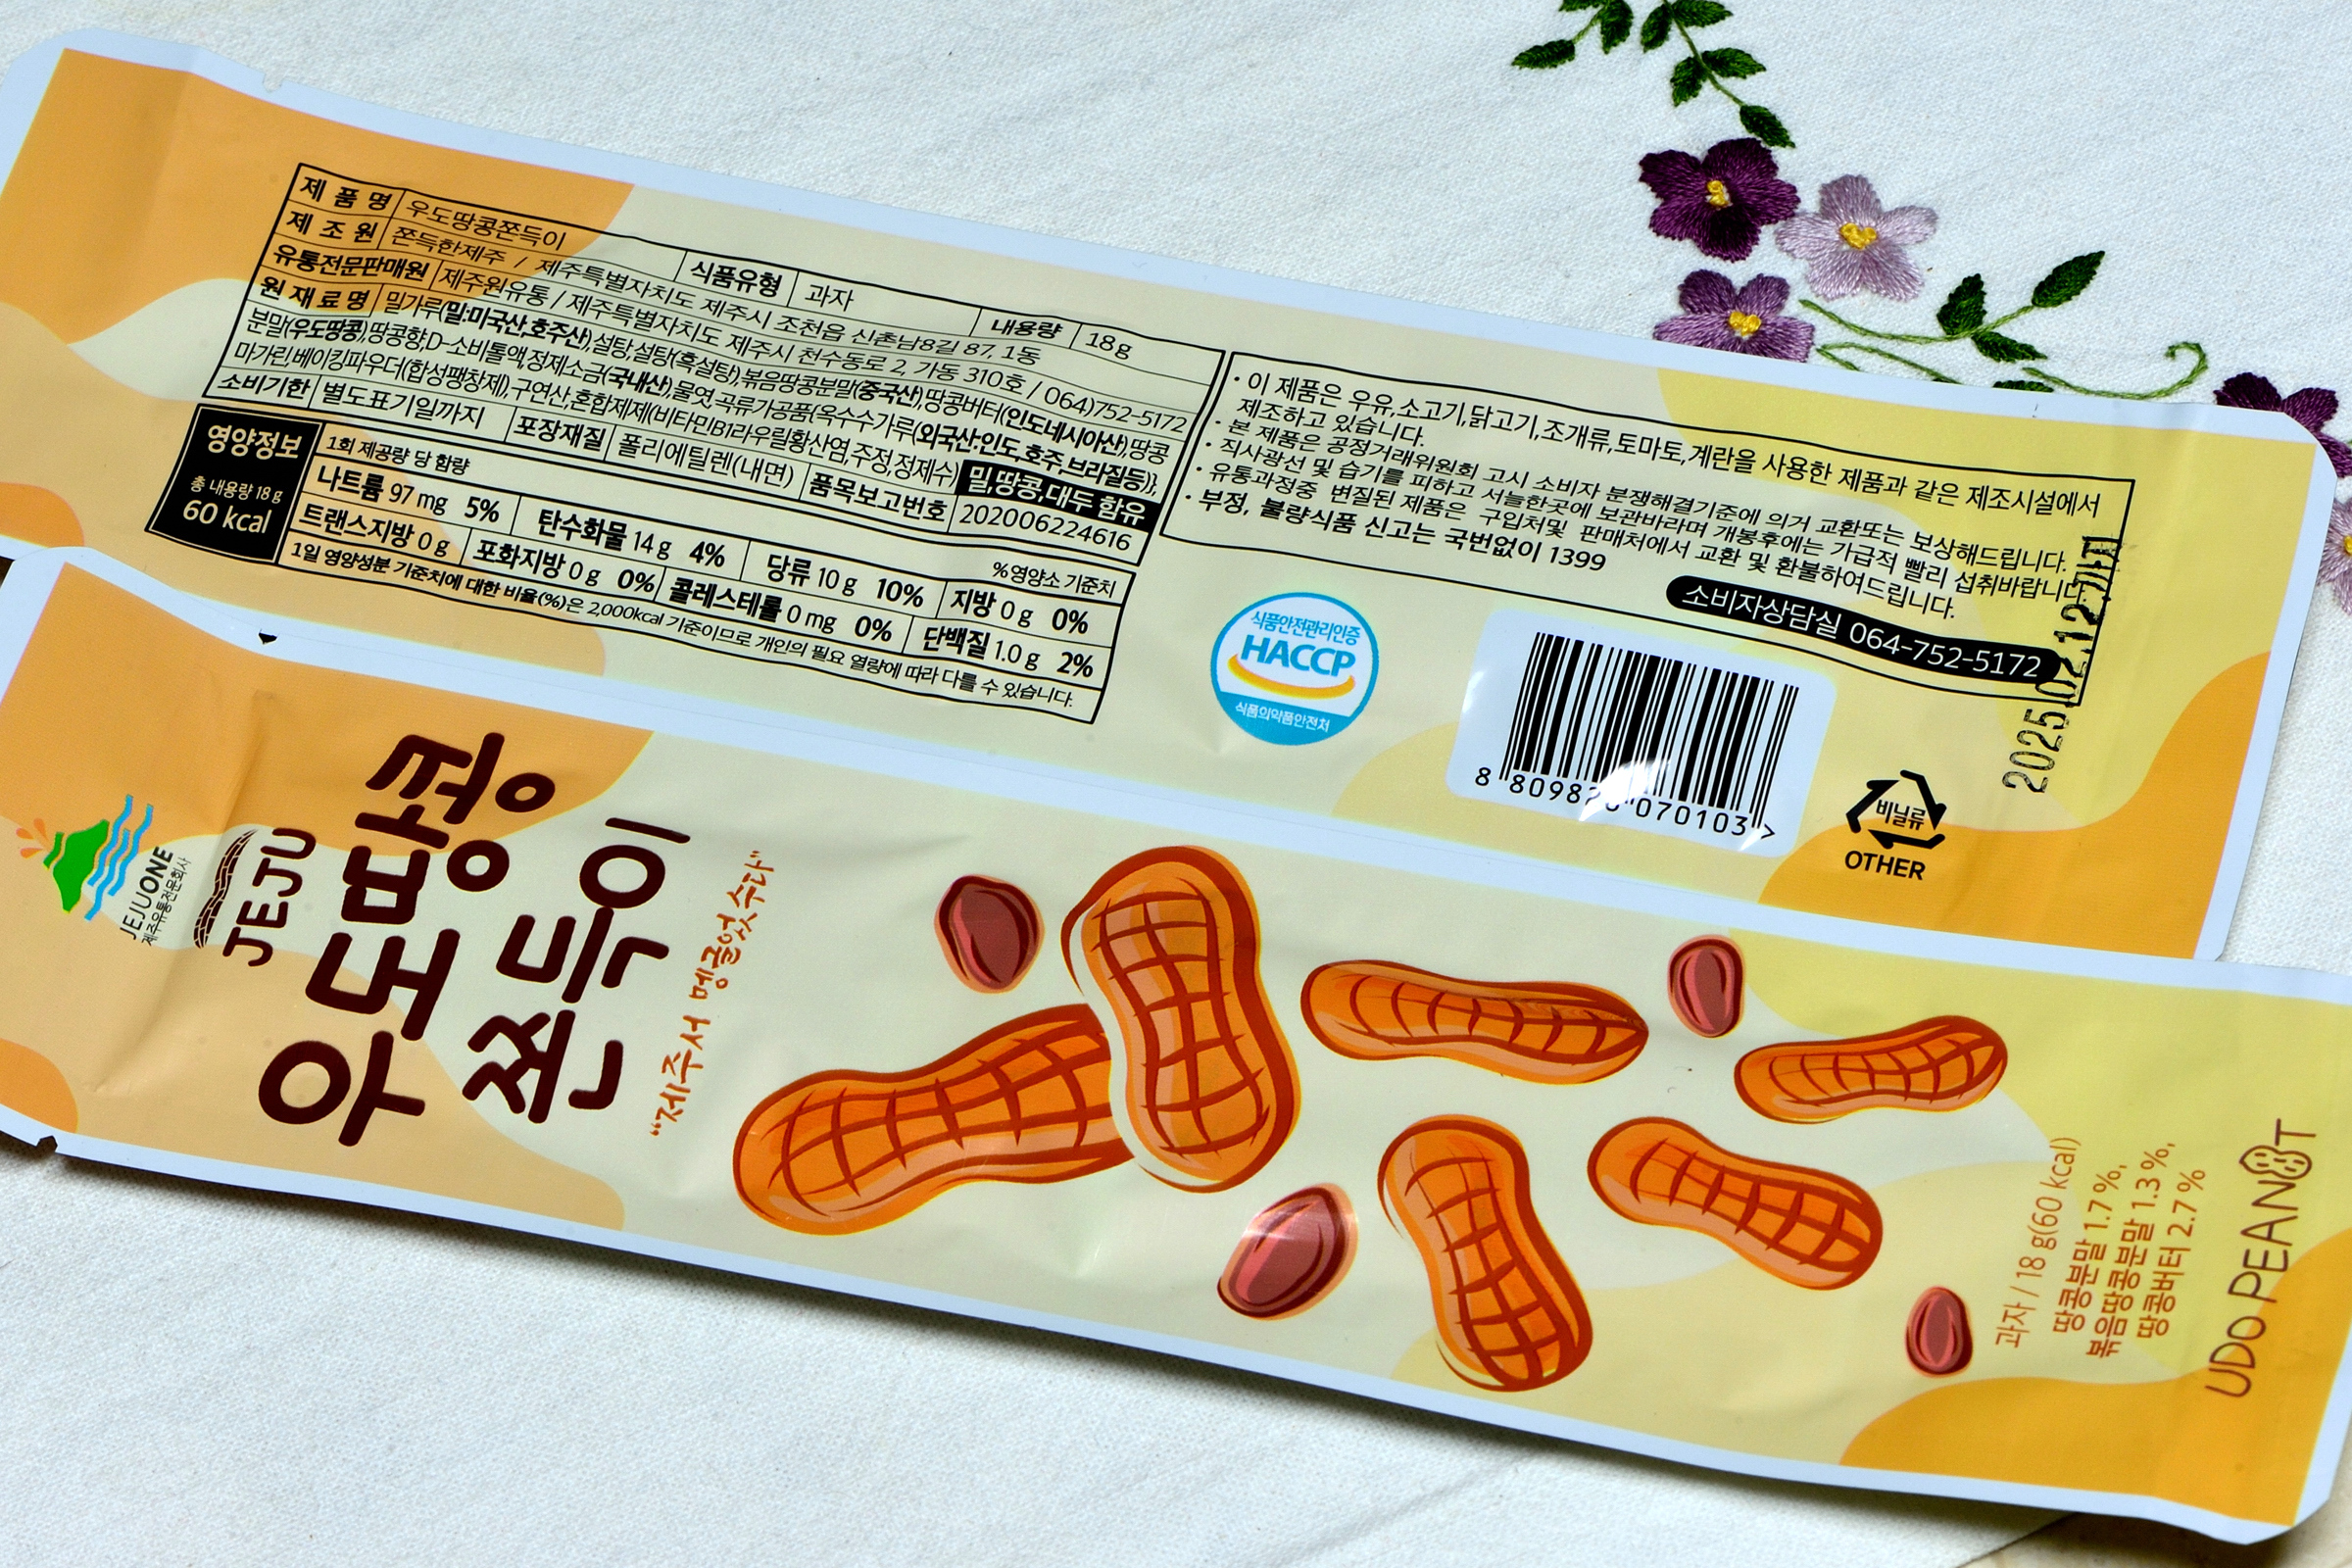 제 품 명 우도땅콩쫀득이 식품유형 과자 내용량 18g
제 조 원 쫀득한제주 / 제주특별자치도 제주시 조천읍 신촌남8길 87, 1동
유통전문판매원 제주원유통 / 제주특별자치도 제주시 천수동로 2, 가동 310호 / 064)752-5172
원 재 료 명 밀가루(밀:미국산,호주산),설탕,설탕(흑설탕),볶음땅콩분말(중국산),땅콩버터(인도네시아산),땅콩
분말(우도땅콩),땅콩향,D-소비톨액,정제소금(국내산),물엿,곡류가공품{옥수수가루(외국산:인도,호주,브라질등)},
마가린,베이킹파우더(합성팽창제),구연산,혼합제제(비타민B1라우릴황산염,주정,정제수) 밀,땅콩,대두 함유
소비기한 별도표기일까지 포장재질 폴리에틸렌(내면) 품목보고번호 202006224616
영양정보
총 내용량 18 g
60 kcal
1회 제공량 당 함량 %영양소 기준치
나트륨 97 mg 5% 탄수화물 14 g 4% 당류 10 g 10% 지방 0 g 0%
트랜스지방 0 g 포화지방 0 g 0% 콜레스테롤 0 mg 0% 단백질 1.0 g 2%
1일 영양성분 기준치에 대한 비율(%)은 2,000kcal 기준이므로 개인의 필요 열량에 따라 다를 수 있습니다.
· 이 제품은 우유,소고기,닭고기,조개류,토마토,계란을 사용한 제품과 같은 제조시설에서
제조하고 있습니다.
· 본 제품은 공정거래위원회 고시 소비자 분쟁해결기준에 의거 교환또는 보상해드립니다.
· 직사광선 및 습기를 피하고 서늘한곳에 보관바라며 개봉후에는 가급적 빨리 섭취바랍니다.
· 유통과정중 변질된 제품은 구입처및 판매처에서 교환 및 환불하여드립니다.
· 부정, 불량식품 신고는 국번없이 1399
소비자상담실 064-752-5172
2025.02.12.까지
식품안전관리인증
HACCP
식품의약품안전처
8 8098 070103 >
비닐류
OTHER
JEJUONE
제주유통전문회사
JEJU
우도땅콩
쫀득이
"제주서 멩글엇수다"
과자 / 18 g(60 kcal)
땅콩분말 1.7 %,
볶음땅콩분말 1.3 %,
땅콩버터 2.7 %
UDO PEANUT